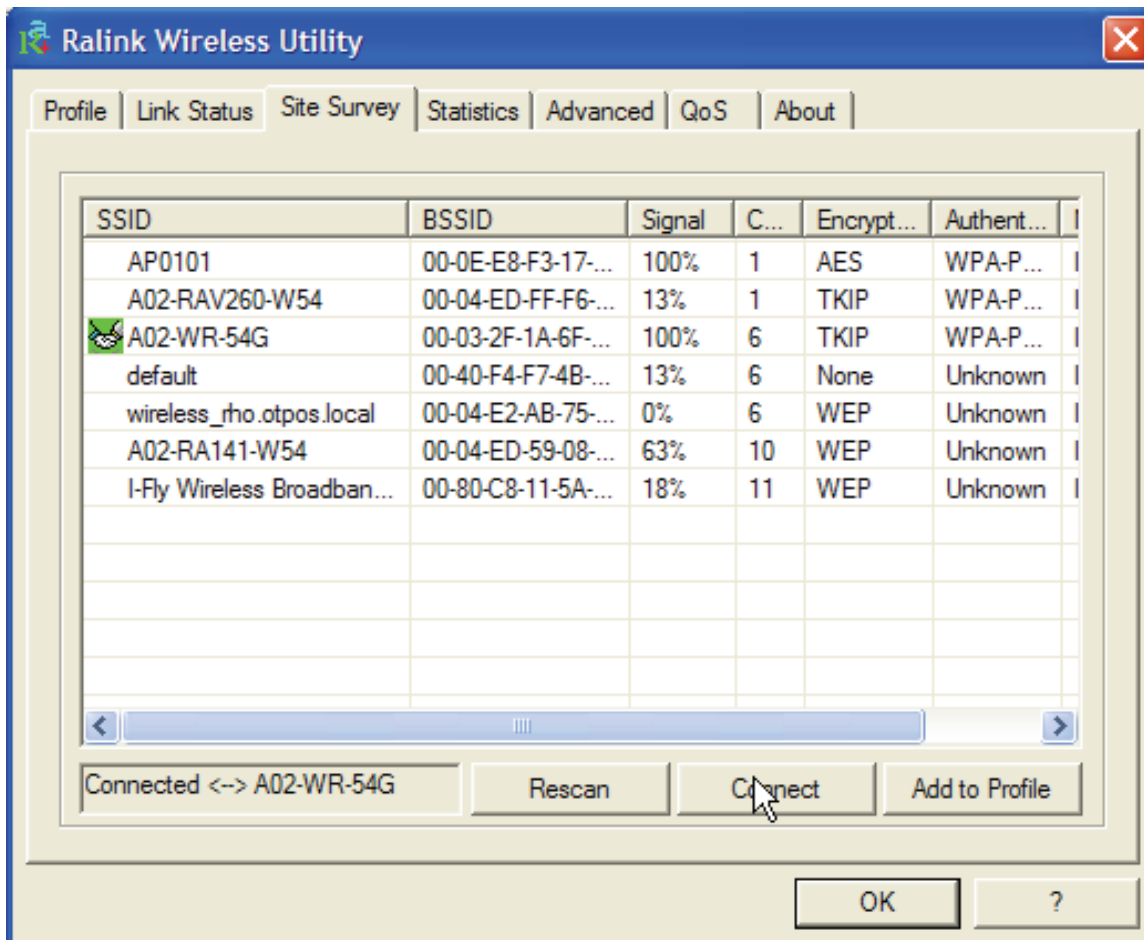 Ralink Wireless Utility
Profile Link Status Site Survey Statistics Advanced QoS About
SSID BSSID Signal C... Encrypt... Authent...
AP0101 00-0E-E8-F3-17-... 100% 1 AES WPA-P...
A02-RAV260-W54 00-04-ED-FF-F6-... 13% 1 TKIP WPA-P...
A02-WR-54G 00-03-2F-1A-6F-... 100% 6 TKIP WPA-P...
default 00-40-F4-F7-4B-... 13% 6 None Unknown
wireless_rho.otpos.local 00-04-E2-AB-75-... 0% 6 WEP Unknown
A02-RA141-W54 00-04-ED-59-08-... 63% 10 WEP Unknown
I-Fly Wireless Broadban... 00-80-C8-11-5A-... 18% 11 WEP Unknown
Connected <--> A02-WR-54G Rescan Connect Add to Profile
OK ?